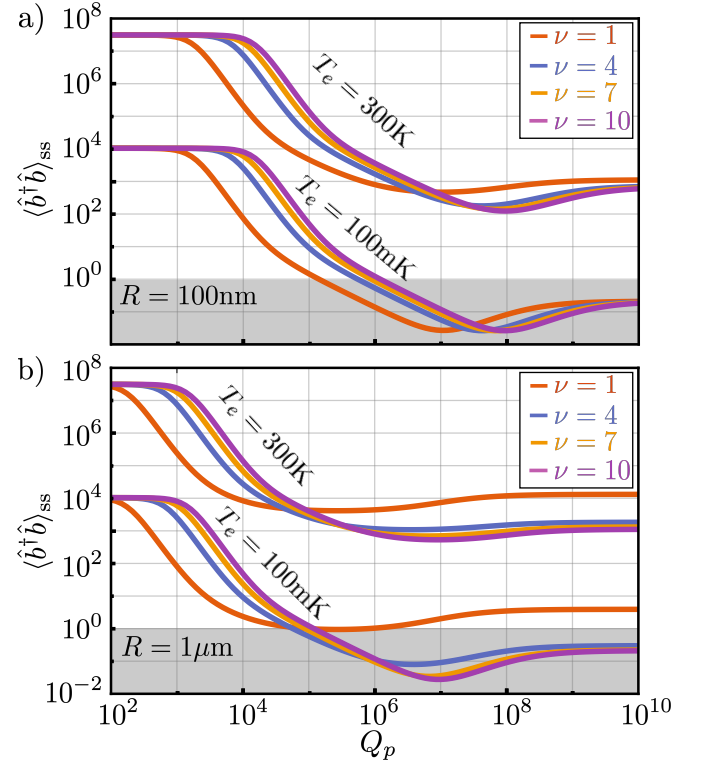 a)
10^8
10^6
10^4
10^2
10^0
⟨b̂†b̂⟩ss
T_e = 300K
T_e = 100mK
R = 100nm
ν = 1
ν = 4
ν = 7
ν = 10
b)
10^8
10^6
10^4
10^2
10^0
10^−2
⟨b̂†b̂⟩ss
T_e = 300K
T_e = 100mK
R = 1μm
ν = 1
ν = 4
ν = 7
ν = 10
10^2 10^4 10^6 10^8 10^10
Q_p